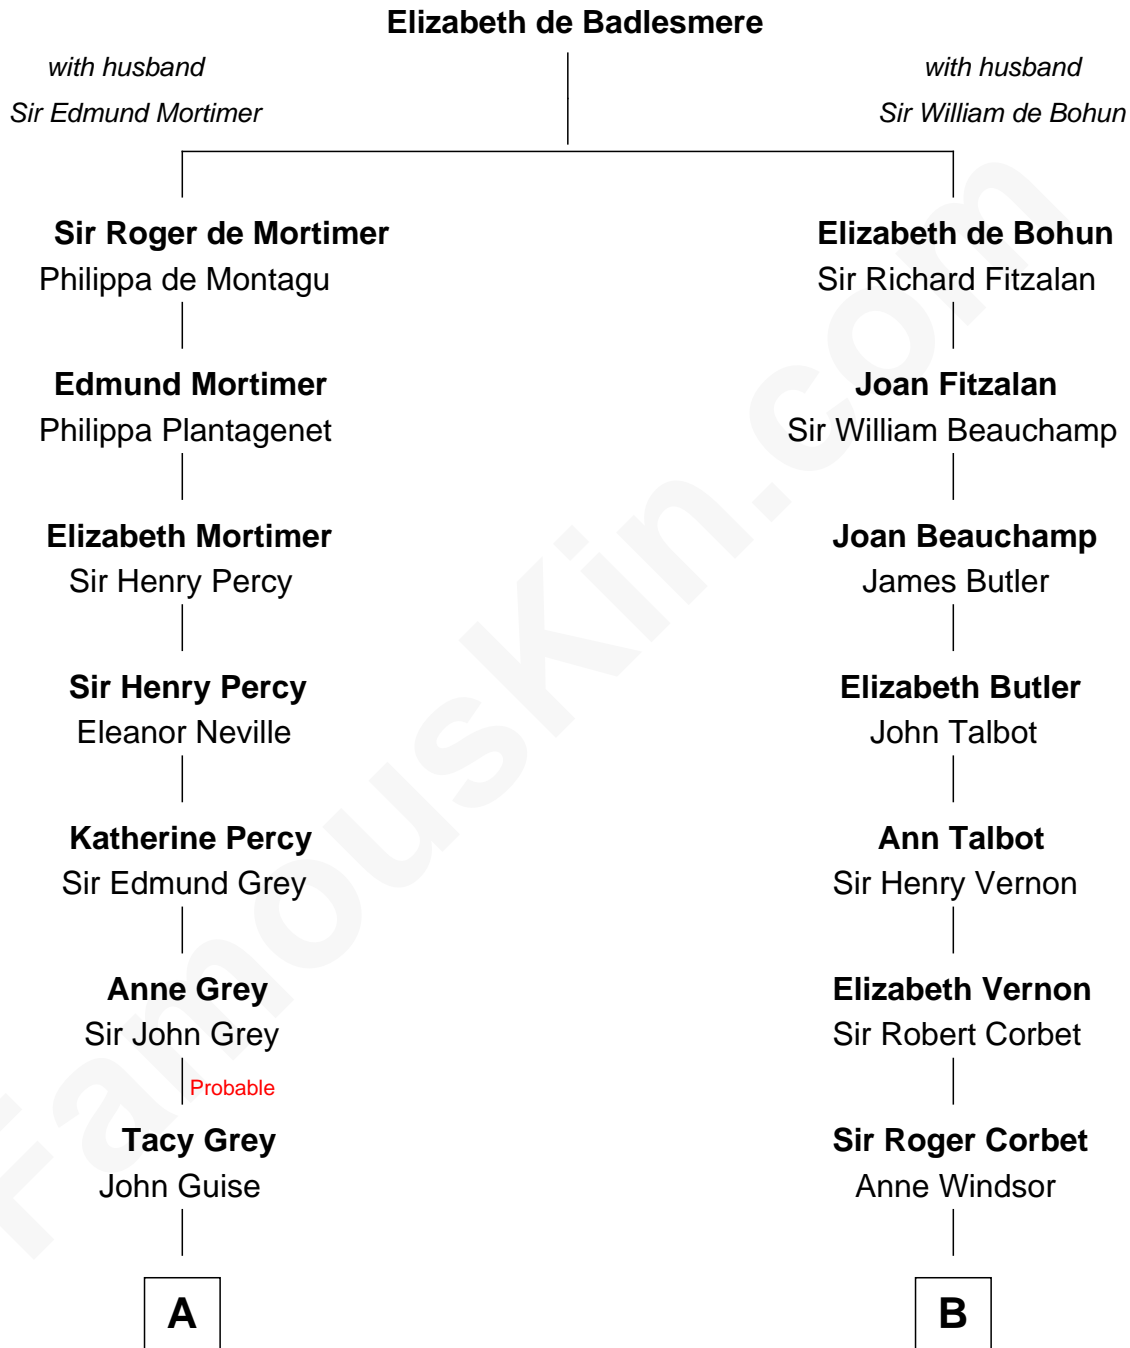 Elizabeth de Badlesmere
with husband
Sir Edmund Mortimer
with husband
Sir William de Bohun
Sir Roger de Mortimer
Philippa de Montagu
Elizabeth de Bohun
Sir Richard Fitzalan
Edmund Mortimer
Philippa Plantagenet
Joan Fitzalan
Sir William Beauchamp
Elizabeth Mortimer
Sir Henry Percy
Joan Beauchamp
James Butler
Sir Henry Percy
Eleanor Neville
Elizabeth Butler
John Talbot
Katherine Percy
Sir Edmund Grey
Ann Talbot
Sir Henry Vernon
Anne Grey
Sir John Grey
Elizabeth Vernon
Sir Robert Corbet
Probable
Tacy Grey
John Guise
Sir Roger Corbet
Anne Windsor
A
B
FamousKin.com